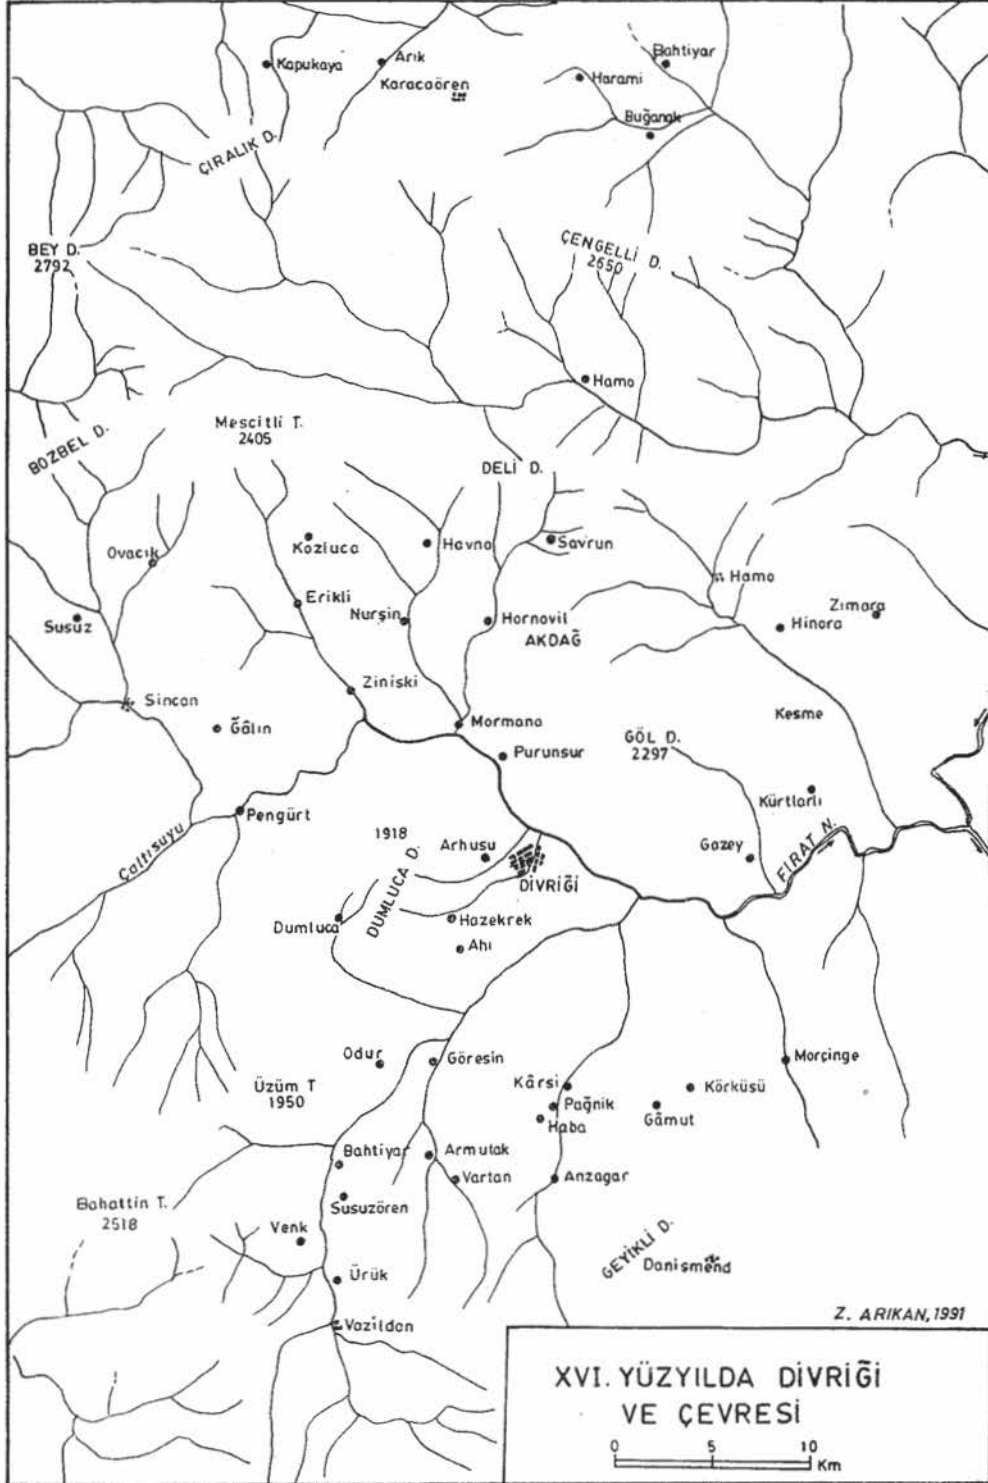 Kapukaya
Arık
Karacaören
Bahtiyar
Harami
Buğanak
ÇIRALIK D.
BEY D.
2792
ÇENGELLİ D.
2650
Hamo
Mescitli T.
2405
BOZBEL D.
DELİ D.
Ovacık
Kozluca
Havna
Savrun
Hamo
Erikli
Nurşin
Hornovil
AKDAĞ
Zımara
Hinora
Susuz
Ziniski
Sincan
Ğâlın
Mormana
Kesme
Purunsur
GÖL D.
2297
Kürtlarlı
Pengürt
Çaltısuyu
1918
DUMLUCA D.
Arhusu
DİVRİĞİ
Gazey
FIRAT N.
Dumluca
Hazekrek
Ahı
Odur
Göresin
Morçinge
Kârsi
Körküsü
Üzüm T
1950
Pağnik
Gâmut
Haba
Bahtiyar
Armutak
Vartan
Anzagar
Susuzören
Bahattin T.
2518
Venk
GEYİKLİ D.
Danişmend
Ürük
Vazildan
Z. ARIKAN, 1991
XVI. YÜZYILDA DİVRİĞİ
VE ÇEVRESİ
0 5 10
Km